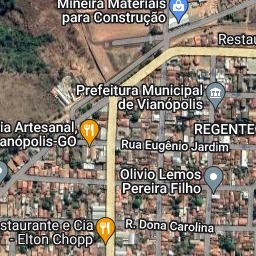 Mineira Materiais
para Construção
Restau
Prefeitura Municipal
de Vianópolis
ia Artesanal,
anópolis-GO
REGENTE
Rua Eugênio Jardim
Olivio Lemos
Pereira Filho
R. Dona Carolina
staurante e Cia
- Elton Chopp